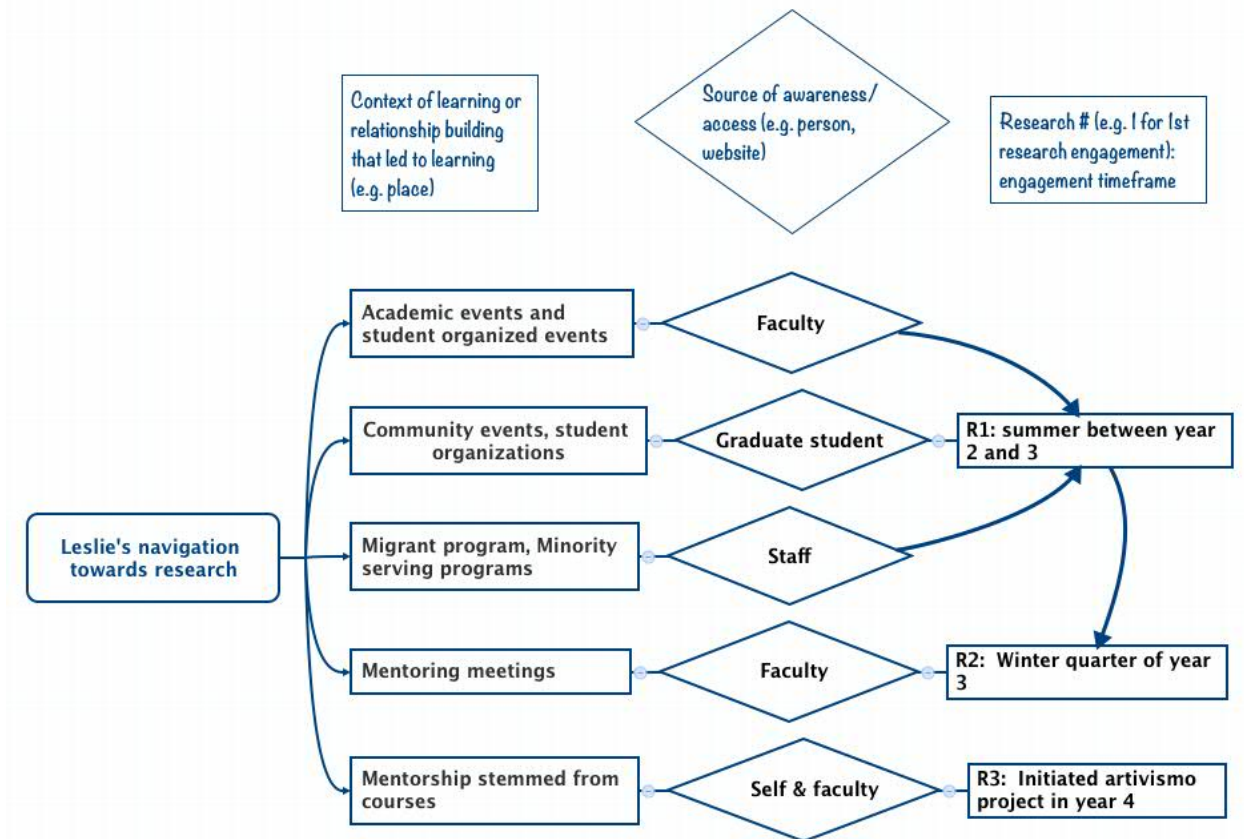 Context of learning or
relationship building
that led to learning
(e.g. place)
Source of awareness/
access (e.g. person,
website)
Research # (e.g. 1 for 1st
research engagement):
engagement timeframe
Leslie's navigation
towards research
Academic events and
student organized events
Faculty
Community events, student
organizations
Graduate student
R1: summer between year
2 and 3
Migrant program, Minority
serving programs
Staff
Mentoring meetings
Faculty
R2: Winter quarter of year
3
Mentorship stemmed from
courses
Self & faculty
R3: Initiated artivismo
project in year 4